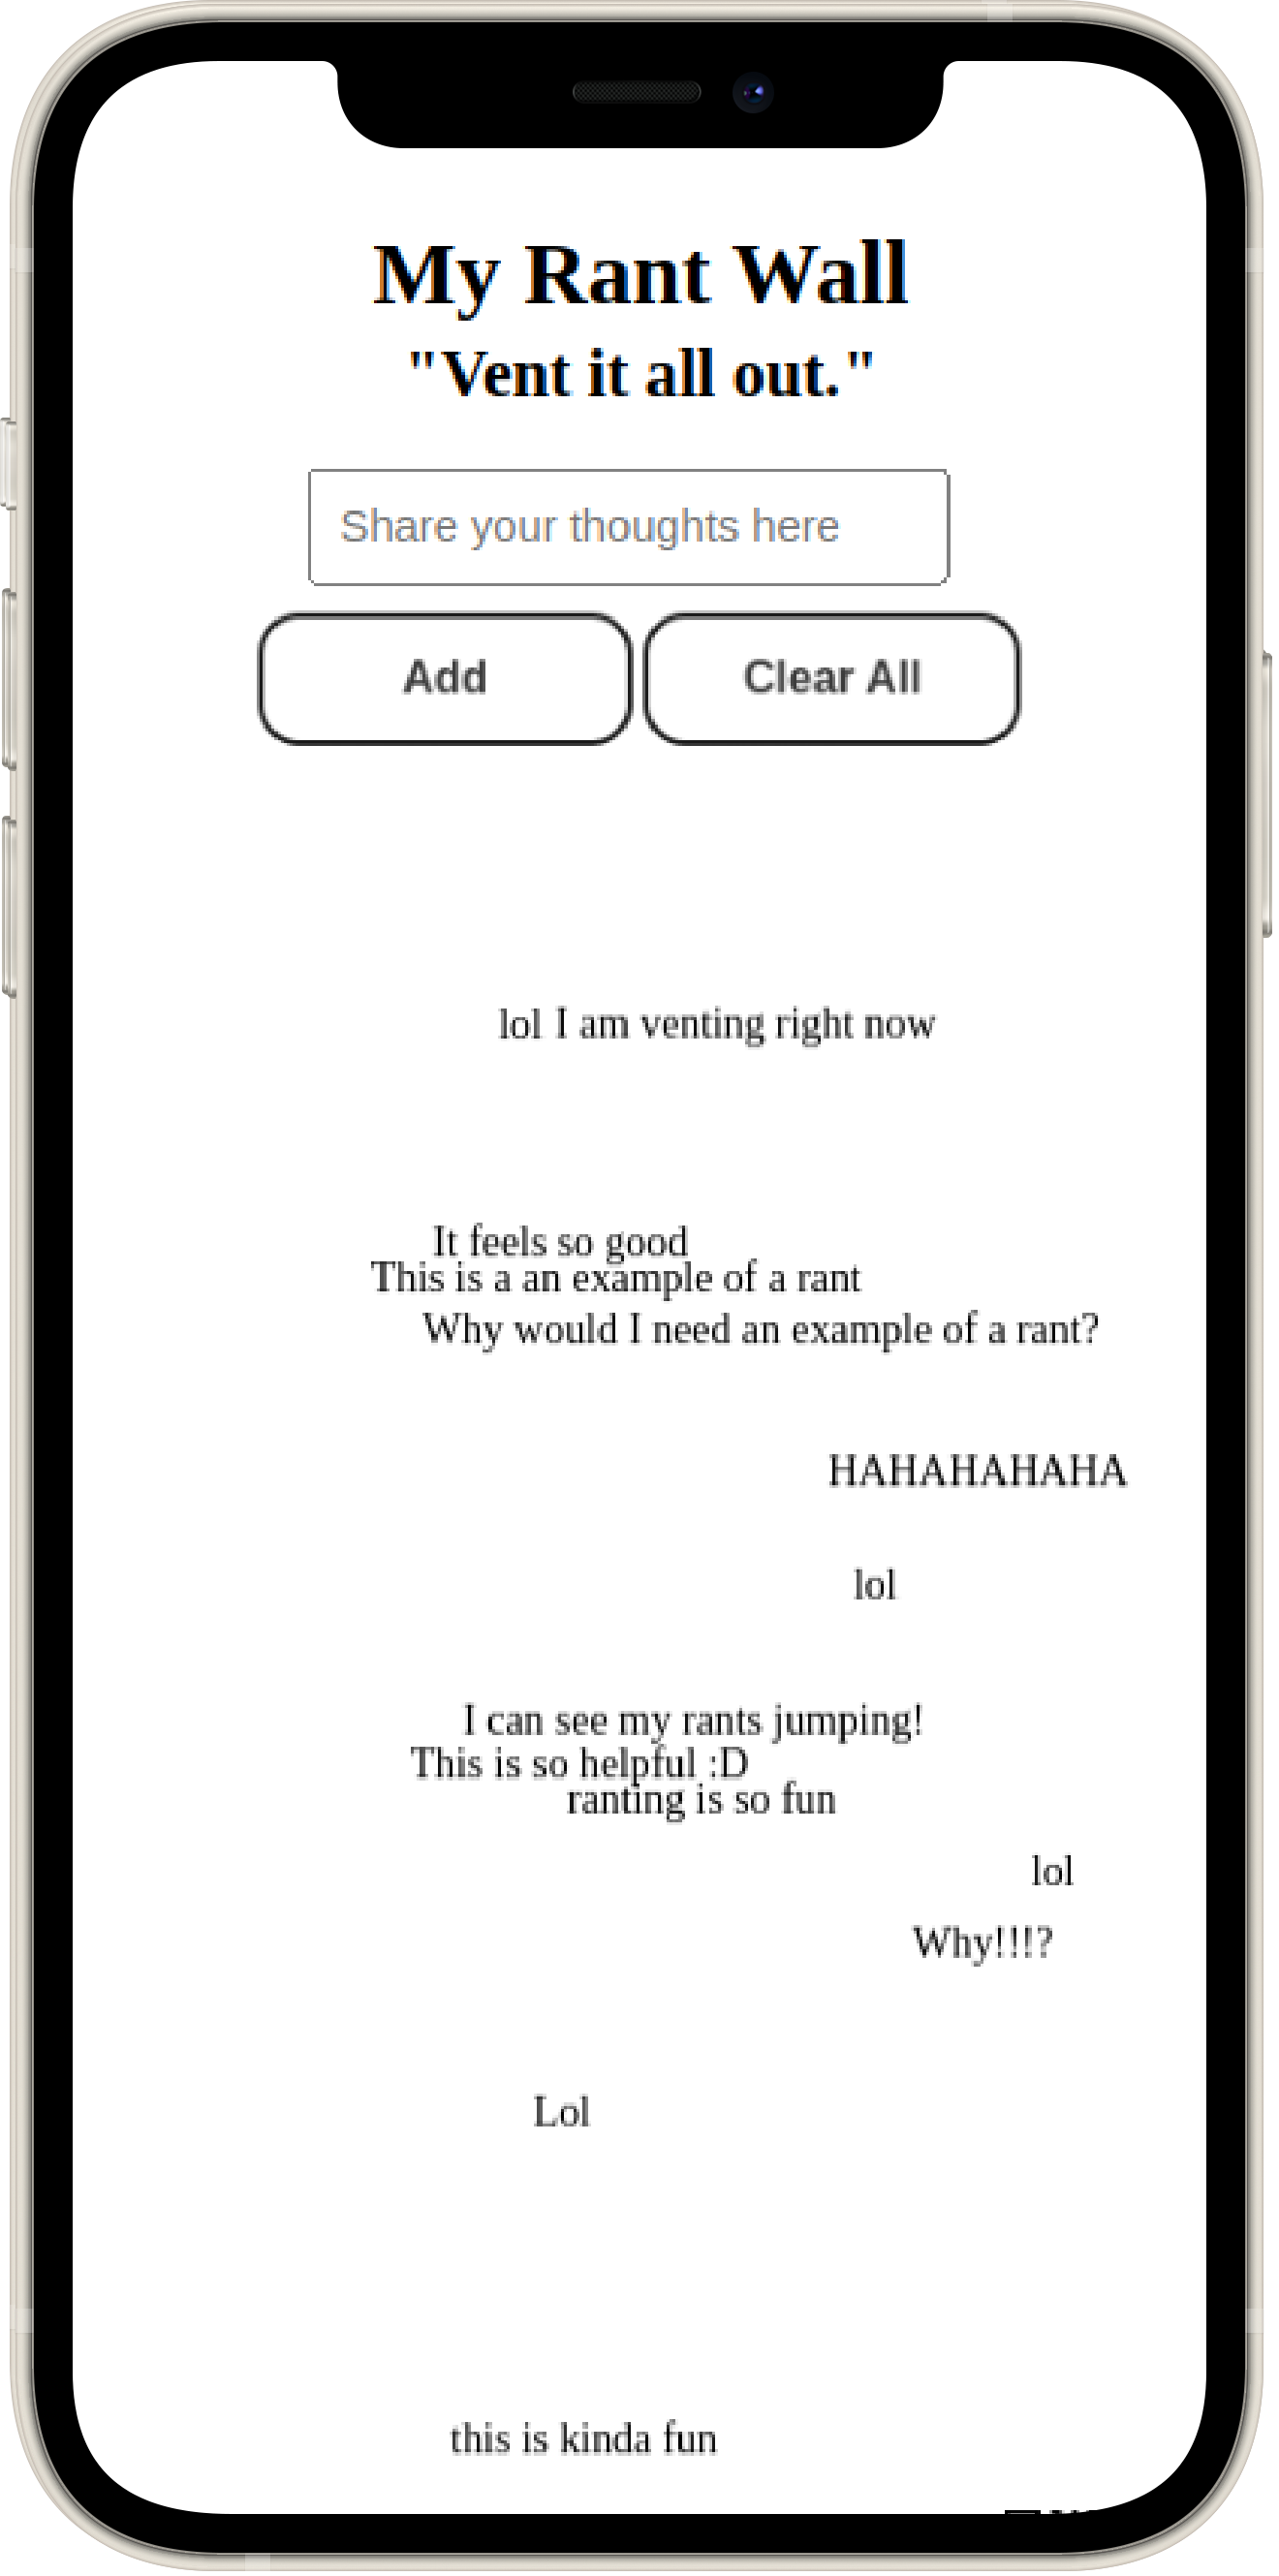 My Rant Wall
"Vent it all out."
Share your thoughts here
Add
Clear All
lol I am venting right now
It feels so good
This is a an example of a rant
Why would I need an example of a rant?
HAHAHAHAHA
lol
I can see my rants jumping!
This is so helpful :D
ranting is so fun
lol
Why!!!?
Lol
this is kinda fun